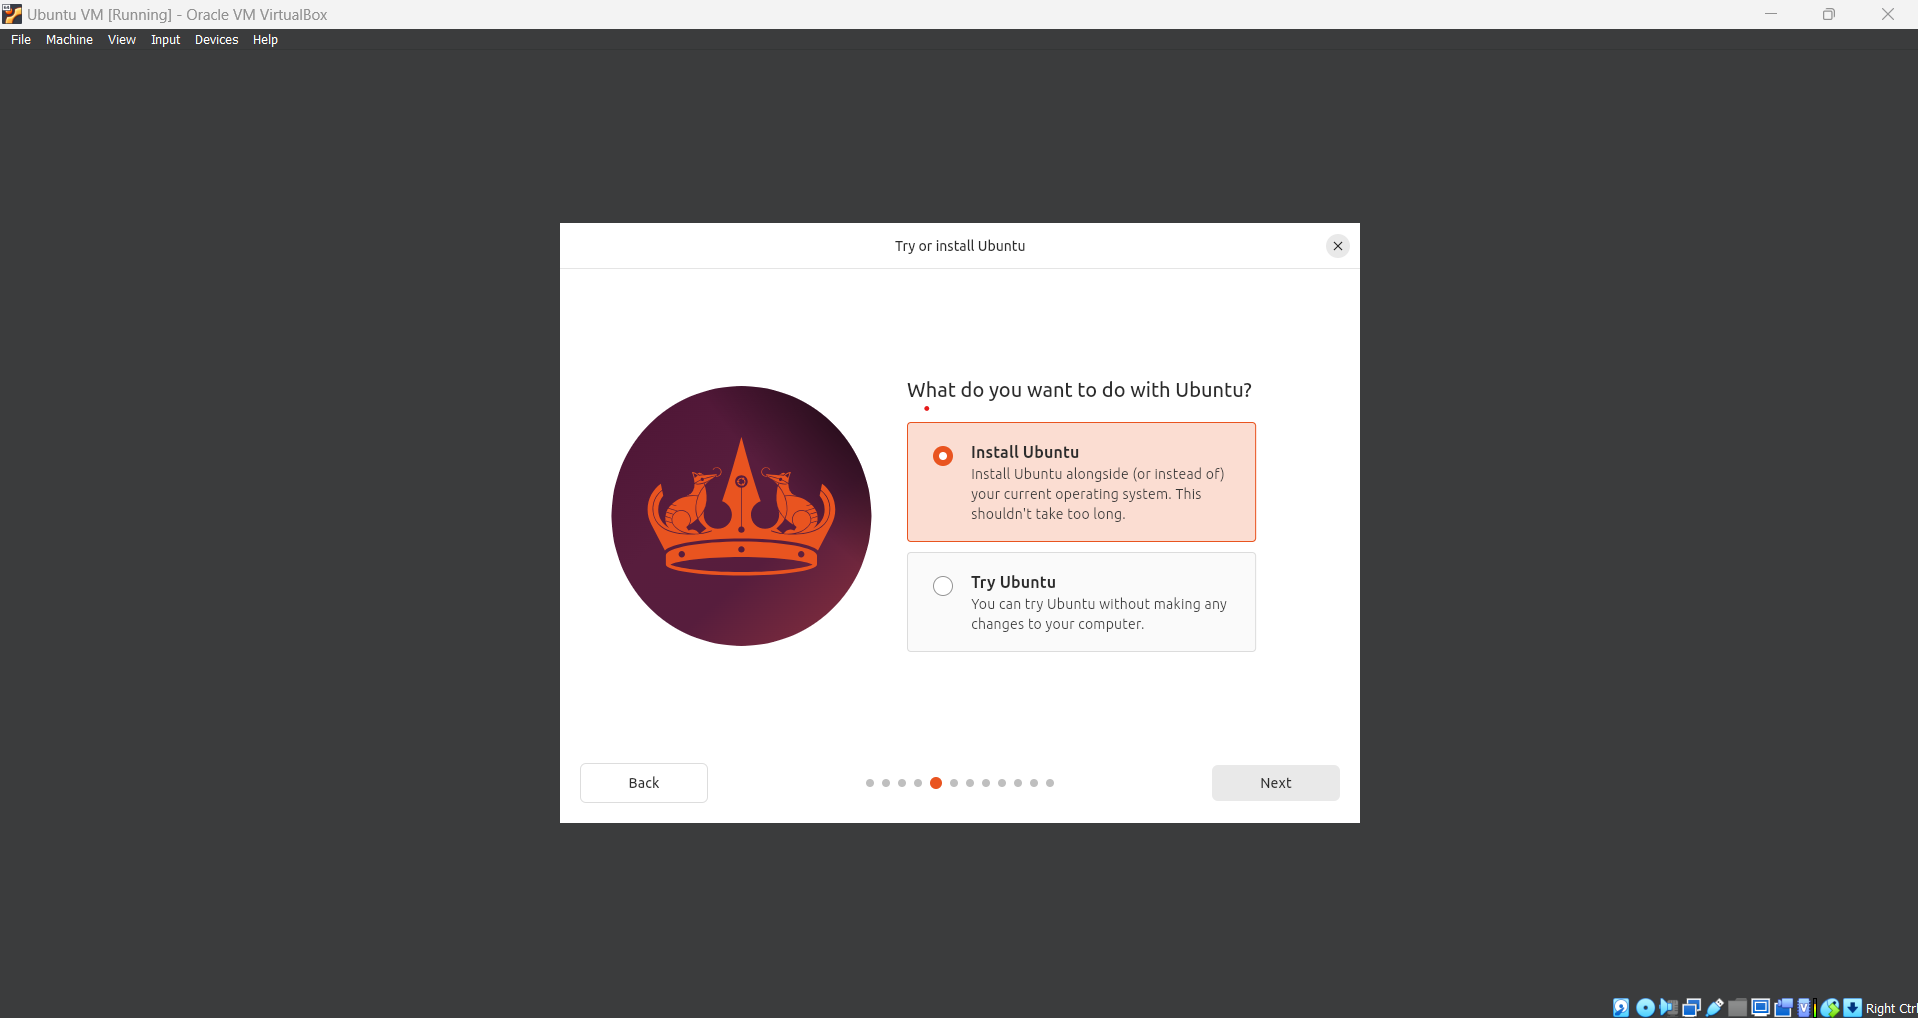 Ubuntu VM [Running] - Oracle VM VirtualBox
File Machine View Input Devices Help
Try or install Ubuntu
What do you want to do with Ubuntu?
Install Ubuntu
Install Ubuntu alongside (or instead of)
your current operating system. This
shouldn't take too long.
Try Ubuntu
You can try Ubuntu without making any
changes to your computer.
Back
Next
Right Ctrl